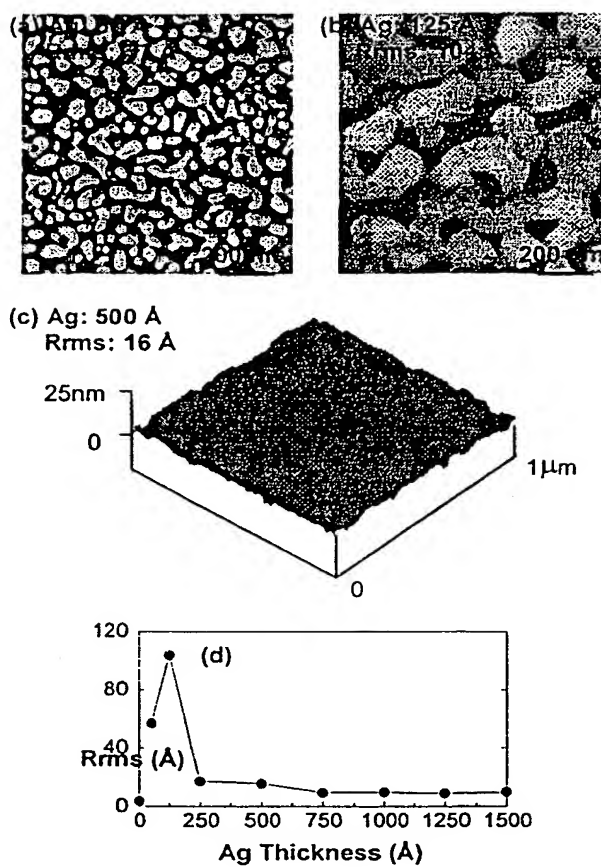 (a)
(b) Ag: 125 Å
Rrms
200
(c) Ag: 500 Å
Rrms: 16 Å
25nm
0
1μm
0
120
80
40
0
(d)
Rrms (Å)
0 250 500 750 1000 1250 1500
Ag Thickness (Å)